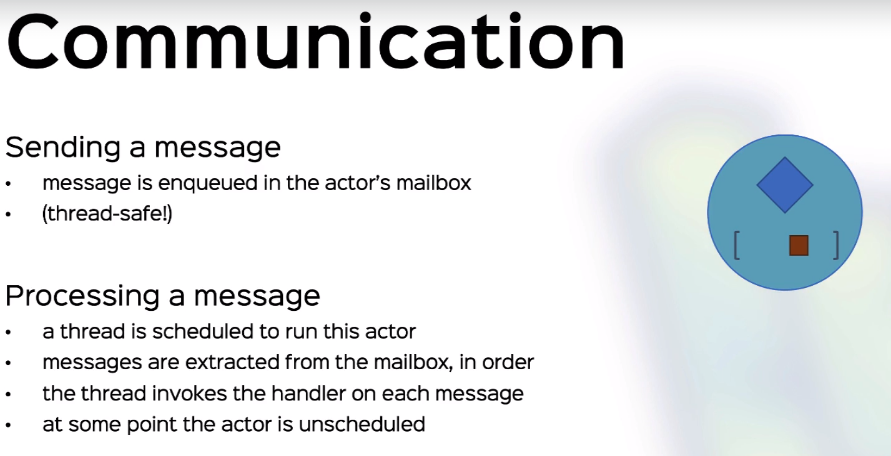 Communication
Sending a message
• message is enqueued in the actor's mailbox
• (thread-safe!)
Processing a message
• a thread is scheduled to run this actor
• messages are extracted from the mailbox, in order
• the thread invokes the handler on each message
• at some point the actor is unscheduled
[ ]